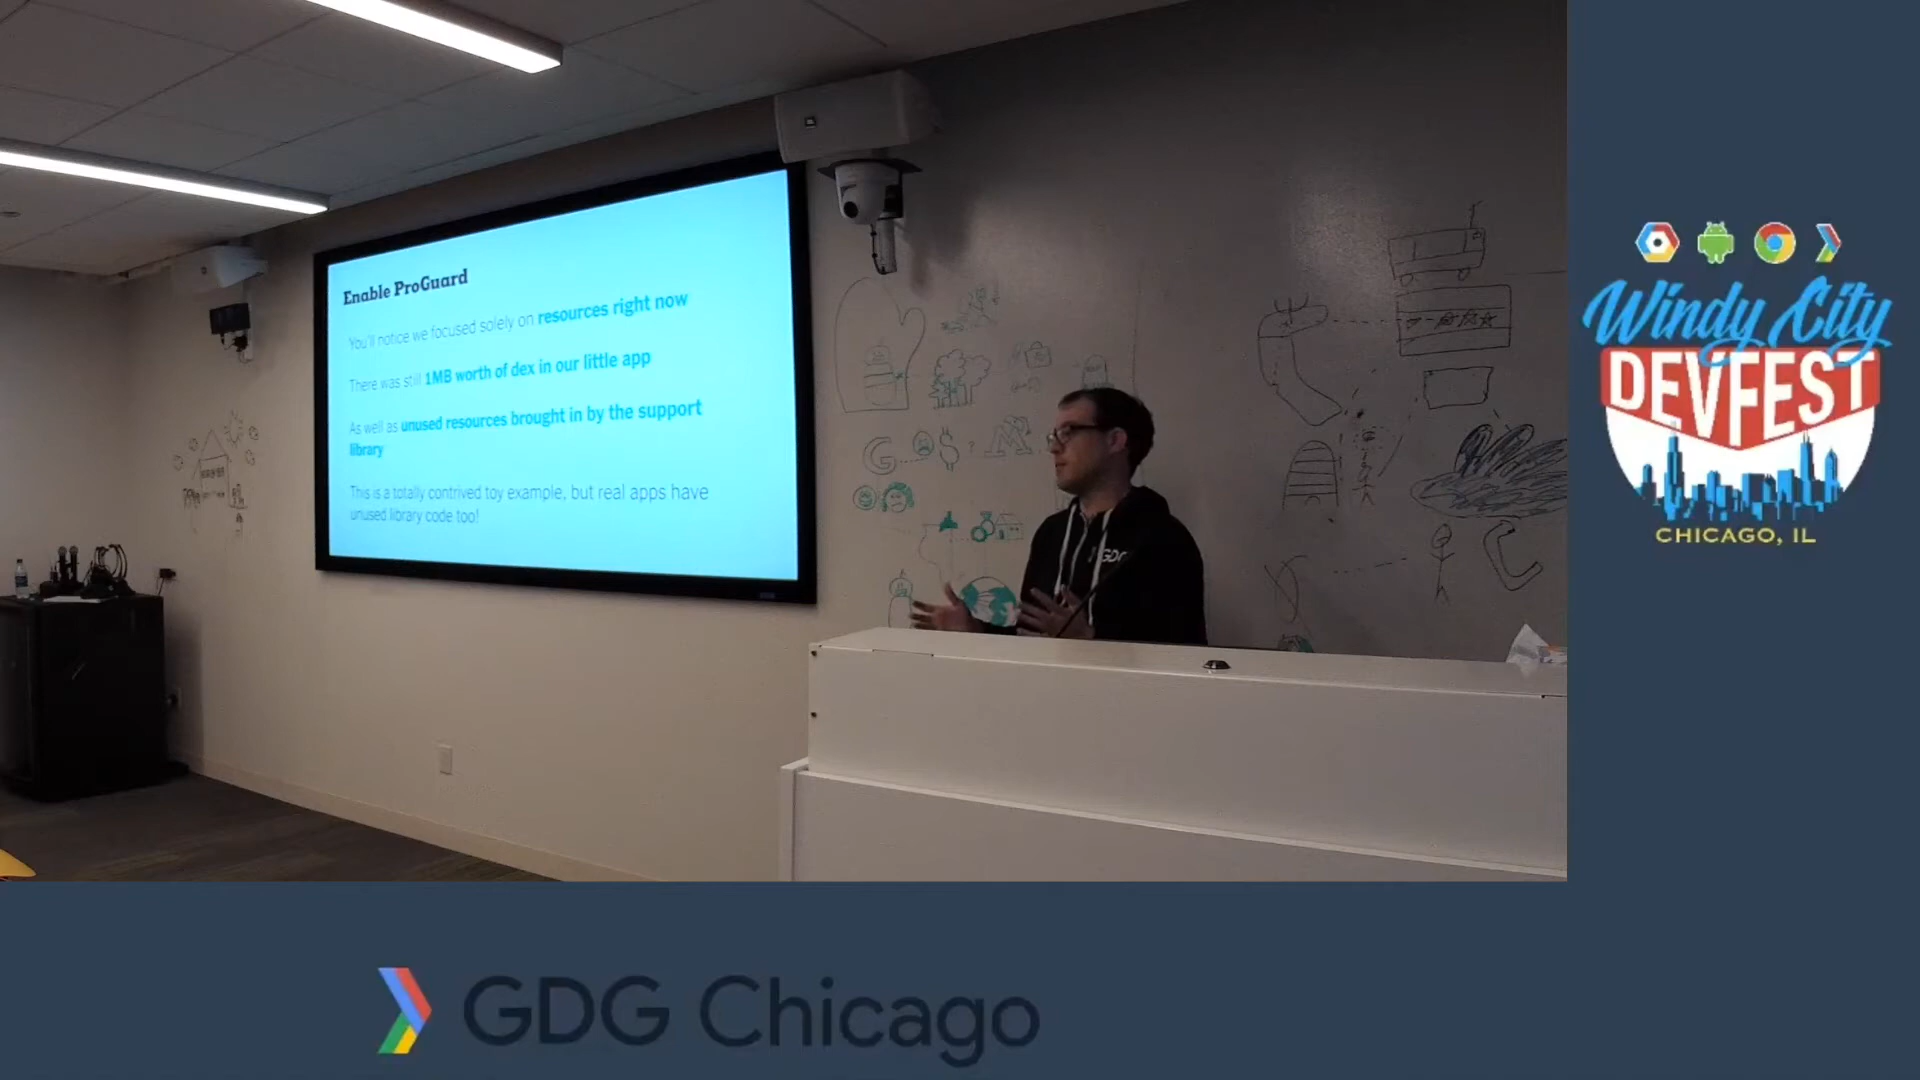 Enable ProGuard
You'll notice we focused solely on resources right now
There was still 1MB worth of dex in our little app
As well as unused resources brought in by the support
library
This is a totally contrived toy example, but real apps have
unused library code too!
GDG
Windy City
DEVFEST
CHICAGO, IL
GDG Chicago